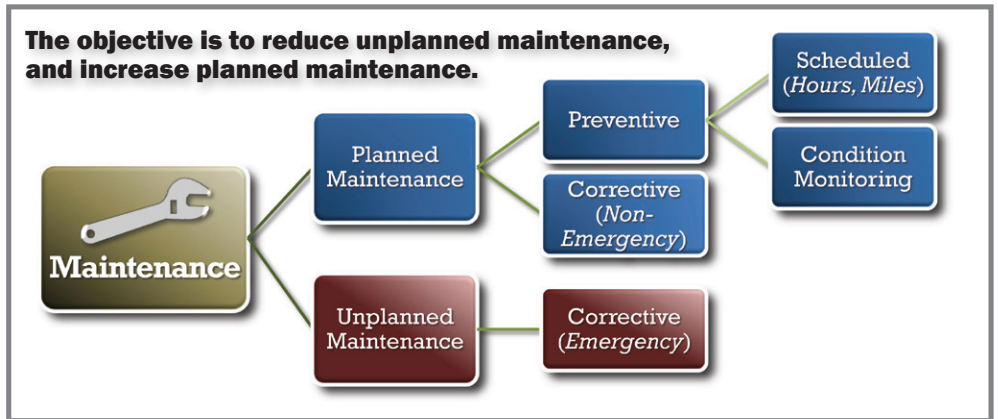 The objective is to reduce unplanned maintenance,
and increase planned maintenance.
Maintenance
Planned
Maintenance
Unplanned
Maintenance
Preventive
Corrective
(Non-
Emergency)
Corrective
(Emergency)
Scheduled
(Hours, Miles)
Condition
Monitoring